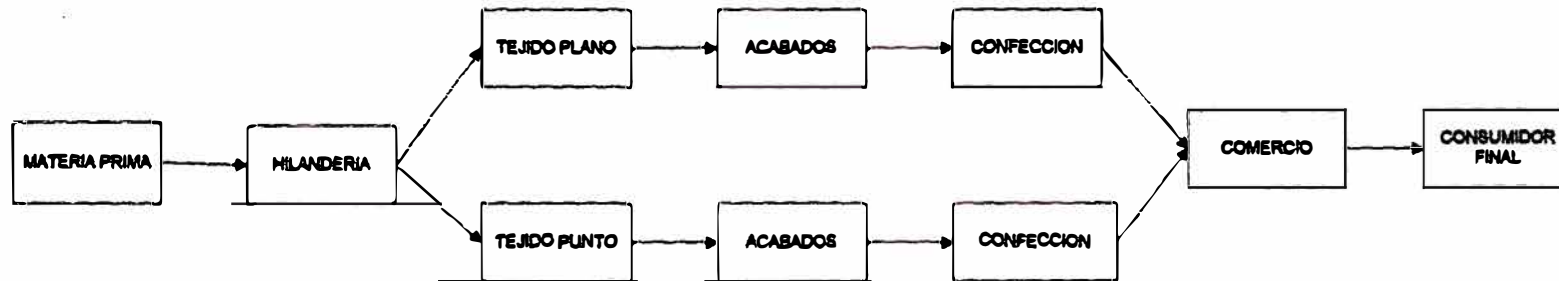 TEJIDO PLANO
ACABADOS
CONFECCION
MATERIA PRIMA
HILANDERIA
COMERCIO
CONSUMIDOR
FINAL
TEJIDO PUNTO
ACABADOS
CONFECCION